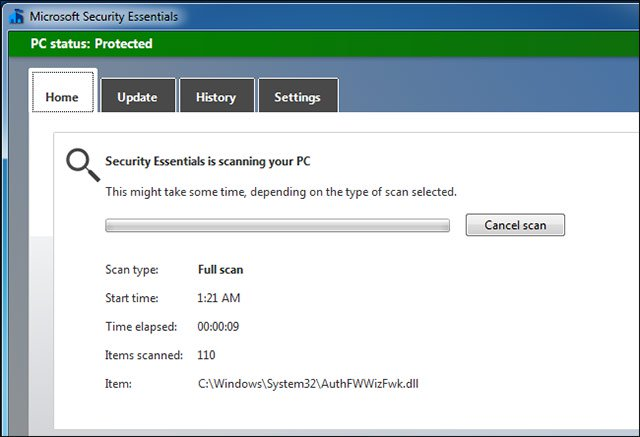 Microsoft Security Essentials
PC status: Protected
Home Update History Settings
Security Essentials is scanning your PC
This might take some time, depending on the type of scan selected.
Cancel scan
Scan type: Full scan
Start time: 1:21 AM
Time elapsed: 00:00:09
Items scanned: 110
Item: C:\Windows\System32\AuthFWWizFwk.dll